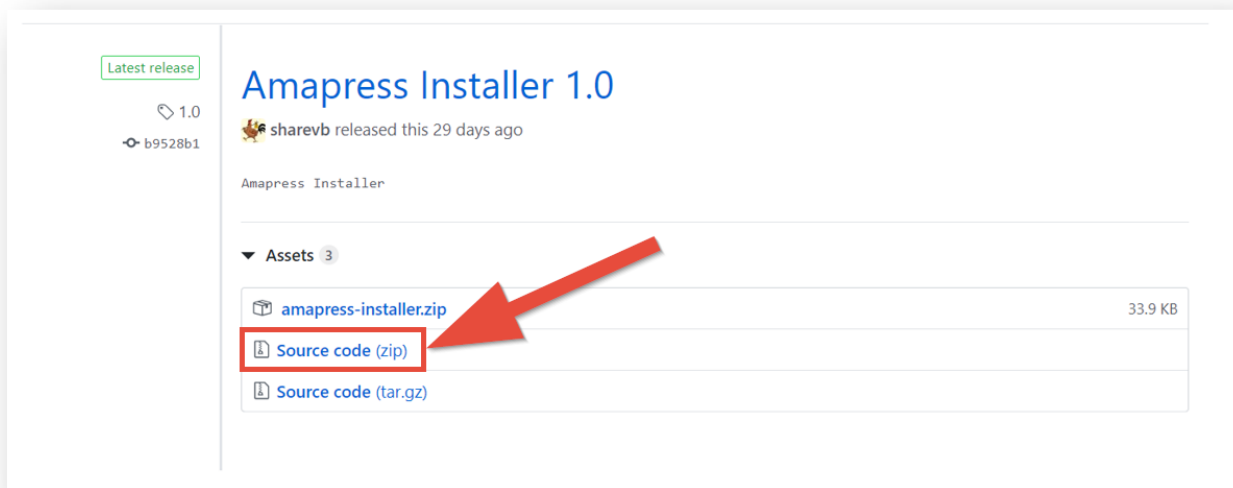 Latest release
1.0
b9528b1
Amapress Installer 1.0
sharevb released this 29 days ago
Amapress Installer
Assets 3
amapress-installer.zip 33.9 KB
Source code (zip)
Source code (tar.gz)